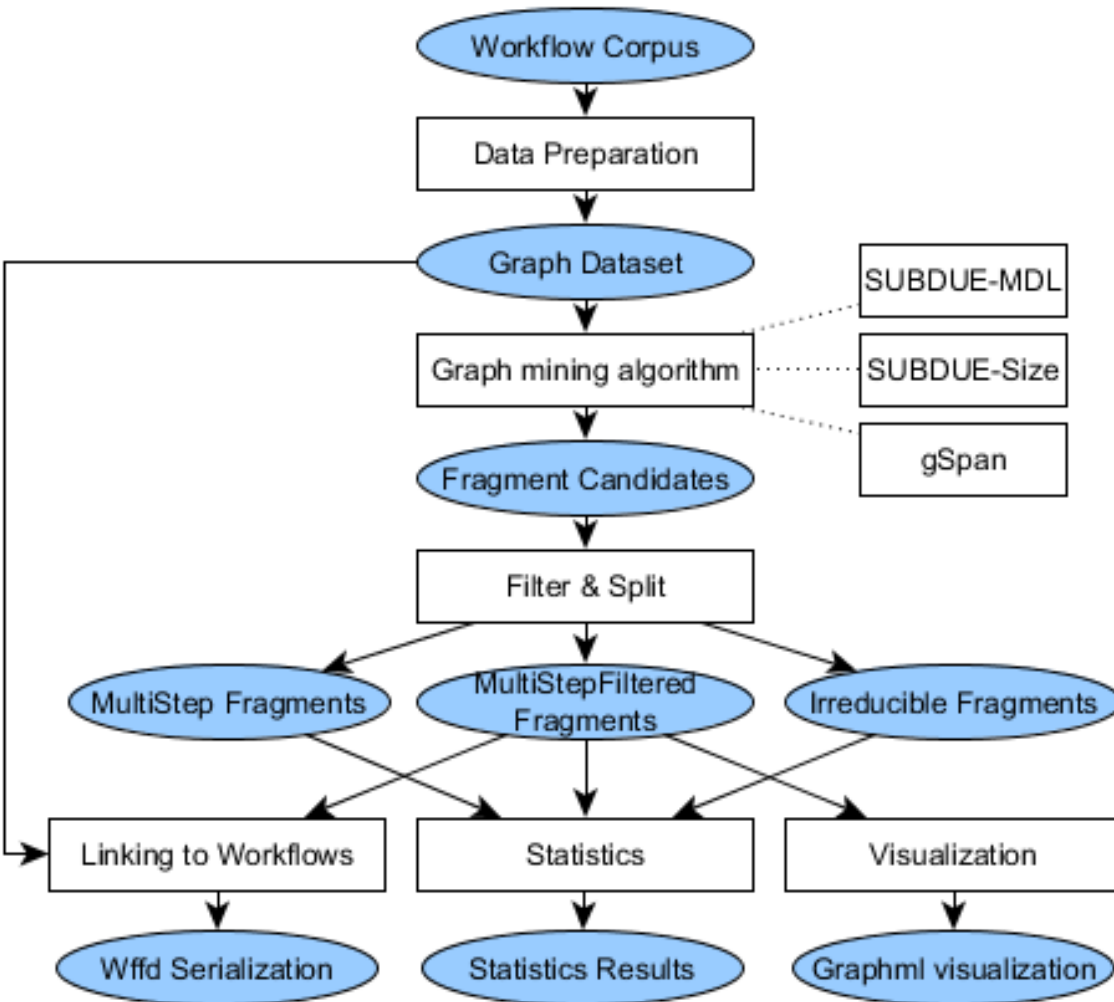 Workflow Corpus
Data Preparation
Graph Dataset
SUBDUE-MDL
Graph mining algorithm
SUBDUE-Size
gSpan
Fragment Candidates
Filter & Split
MultiStep Fragments
MultiStepFiltered
Fragments
Irreducible Fragments
Linking to Workflows
Statistics
Visualization
Wffd Serialization
Statistics Results
Graphml visualization